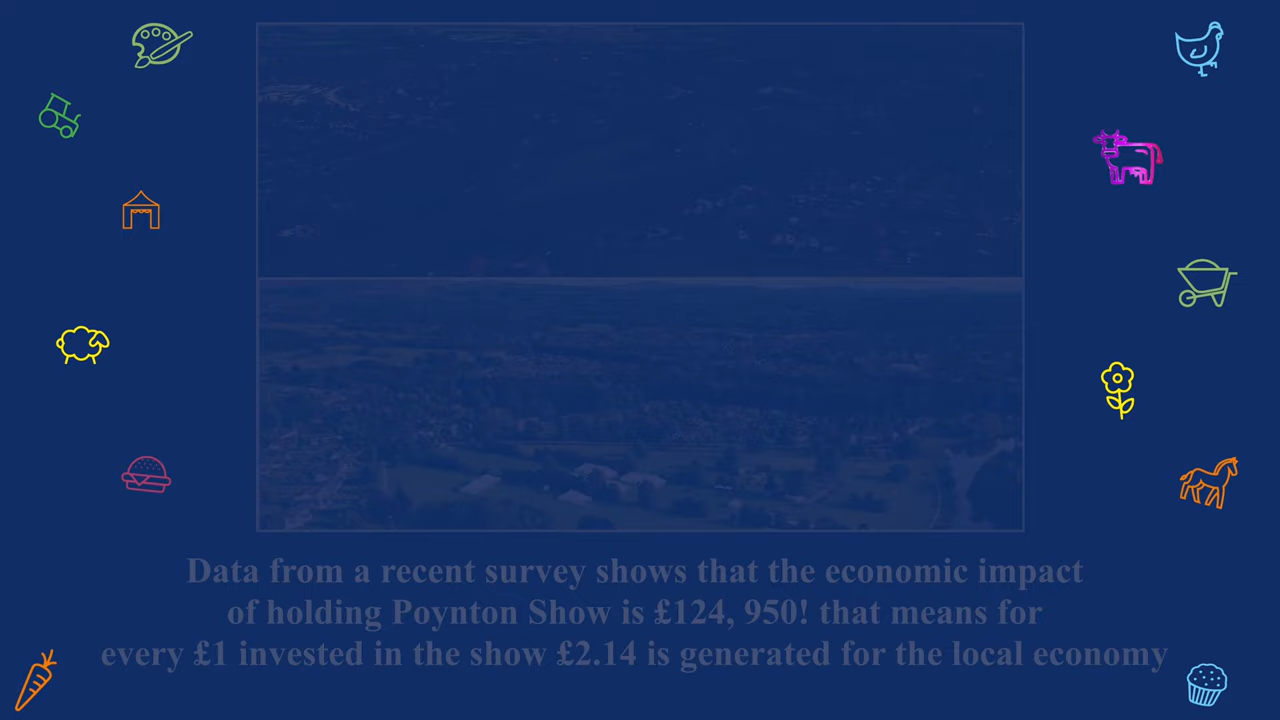 Data from a recent survey shows that the economic impact
of holding Poynton Show is £124, 950! that means for
every £1 invested in the show £2.14 is generated for the local economy